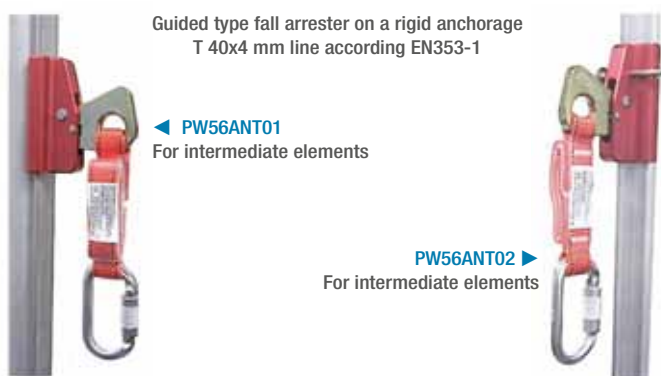 Guided type fall arrester on a rigid anchorage
T 40x4 mm line according EN353-1
◄ PW56ANT01
For intermediate elements
PW56ANT02 ►
For intermediate elements